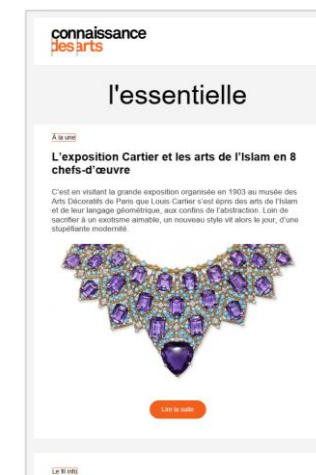 connaissance
des arts
l'essentielle
A la une
L'exposition Cartier et les arts de l'Islam en 8
chefs-d'œuvre
C'est en visitant la grande exposition organisée en 1903 au musée des
Arts Décoratifs de Paris que Louis Cartier s'est épris des arts de l'Islam
et de leur langage géométrique, aux confins de l'abstraction. Loin de
sacrifier à un exotisme aimable, un nouveau style vit alors le jour, d'une
stupéfiante modernité.
Lire la suite
Le fil info